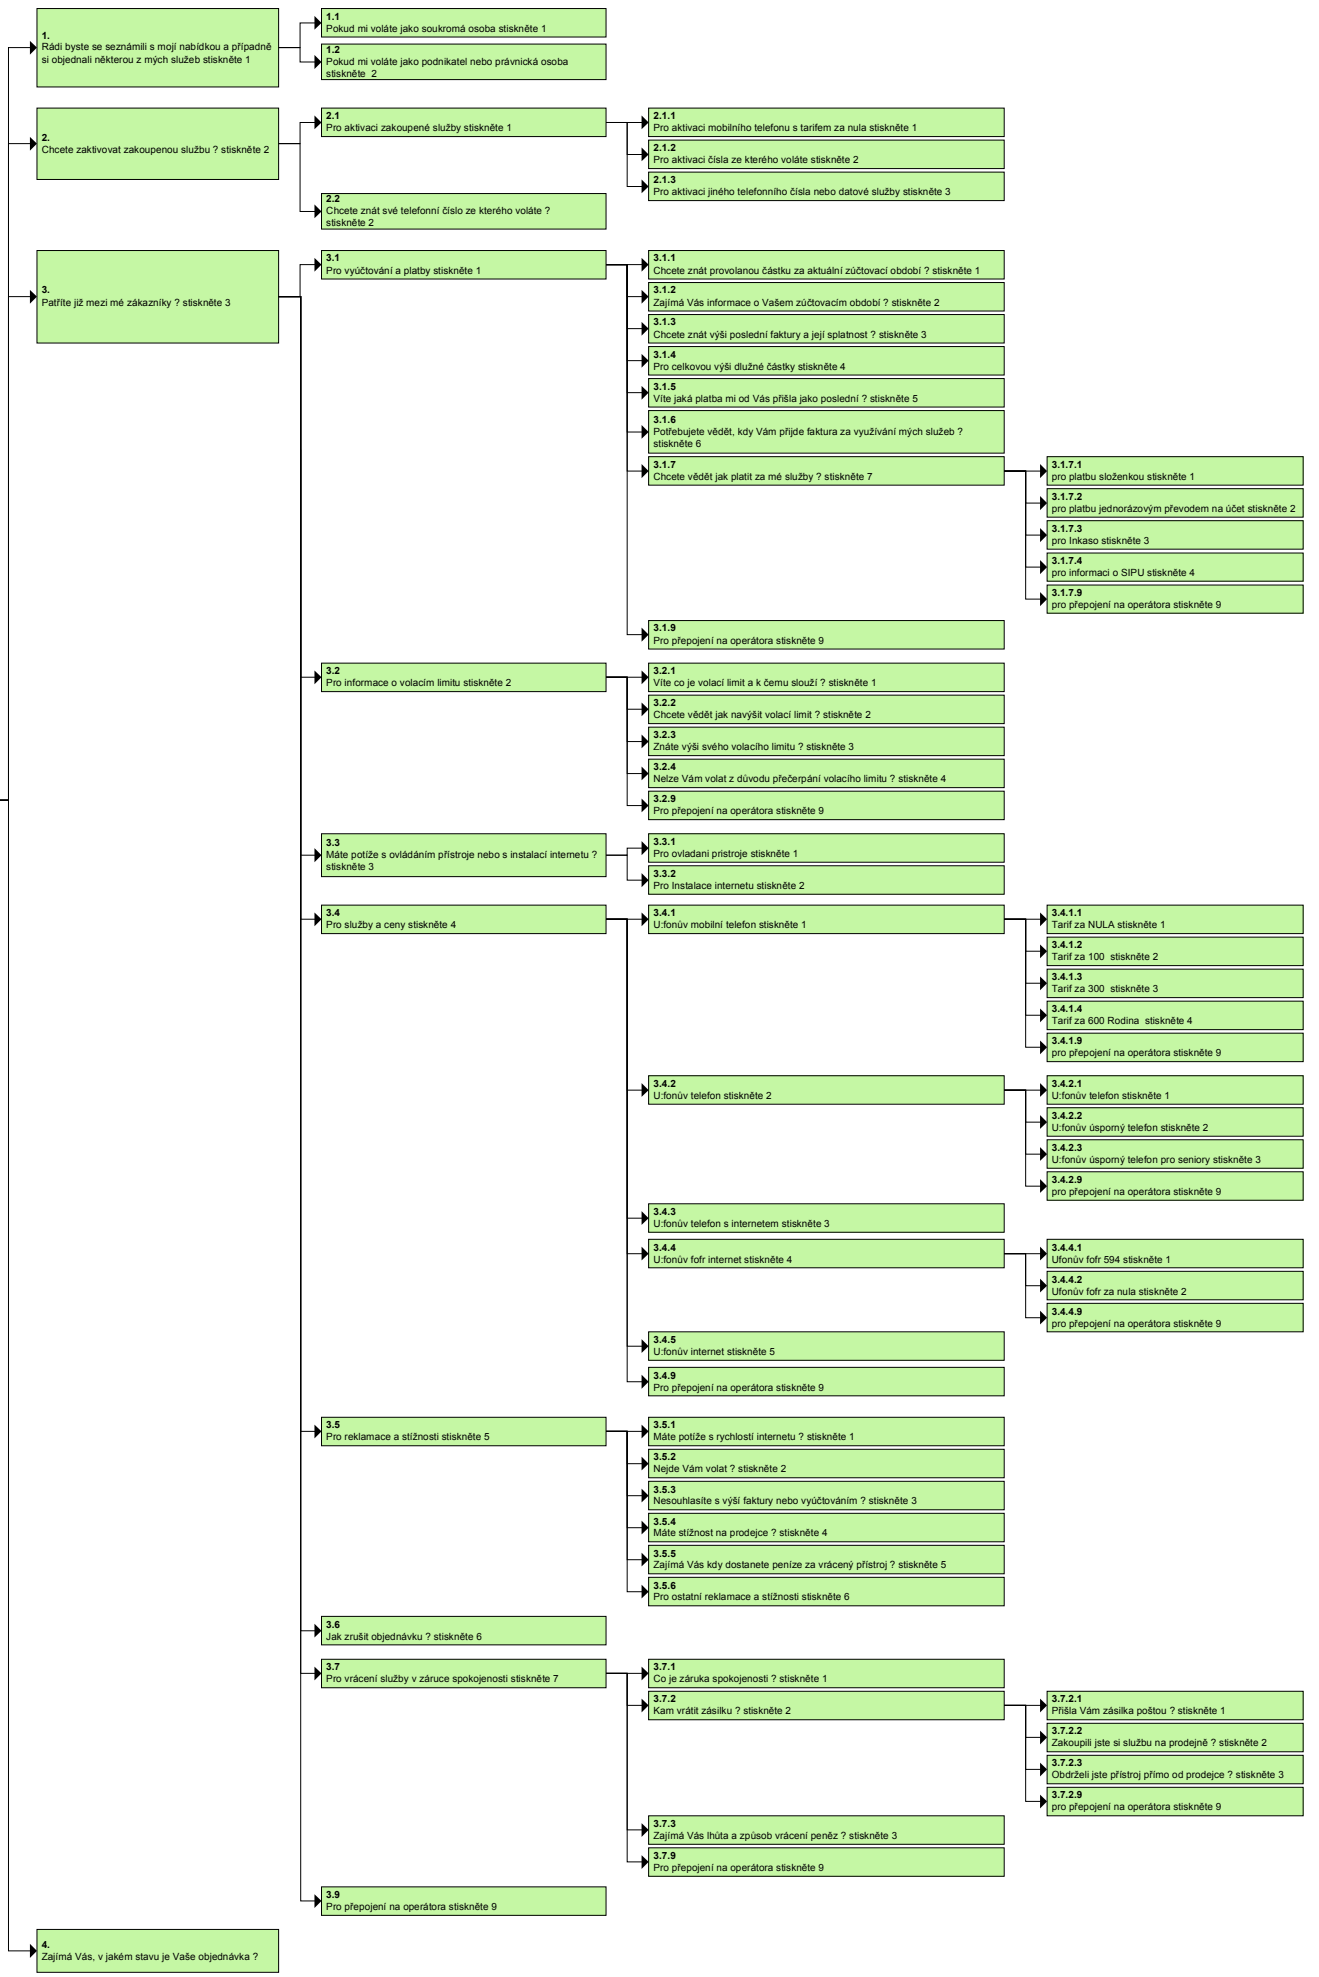 1.
Rádi byste se seznámili s mojí nabídkou a případně
si objednali některou z mých služeb stiskněte 1
1.1
Pokud mi voláte jako soukromá osoba stiskněte 1
1.2
Pokud mi voláte jako podnikatel nebo právnická osoba
stiskněte  2
2.
Chcete zaktivovat zakoupenou službu ? stiskněte 2
2.1
Pro aktivaci zakoupené služby stiskněte 1
2.1.1
Pro aktivaci mobilního telefonu s tarifem za nula stiskněte 1
2.1.2
Pro aktivaci čísla ze kterého voláte stiskněte 2
2.1.3
Pro aktivaci jiného telefonního čísla nebo datové služby stiskněte 3
2.2
Chcete znát své telefonní číslo ze kterého voláte ?
stiskněte 2
3.
Patříte již mezi mé zákazníky ? stiskněte 3
3.1
Pro vyúčtování a platby stiskněte 1
3.1.1
Chcete znát provolanou částku za aktuální zúčtovací období ? stiskněte 1
3.1.2
Zajímá Vás informace o Vašem zúčtovacím období ? stiskněte 2
3.1.3
Chcete znát výši poslední faktury a její splatnost ? stiskněte 3
3.1.4
Pro celkovou výši dlužné částky stiskněte 4
3.1.5
Víte jaká platba mi od Vás přišla jako poslední ? stiskněte 5
3.1.6
Potřebujete vědět, kdy Vám přijde faktura za využívání mých služeb ?
stiskněte 6
3.1.7
Chcete vědět jak platit za mé služby ? stiskněte 7
3.1.7.1
pro platbu složenkou stiskněte 1
3.1.7.2
pro platbu jednorázovým převodem na účet stiskněte 2
3.1.7.3
pro Inkaso stiskněte 3
3.1.7.4
pro informaci o SIPU stiskněte 4
3.1.7.9
pro přepojení na operátora stiskněte 9
3.1.9
Pro přepojení na operátora stiskněte 9
3.2
Pro informace o volacím limitu stiskněte 2
3.2.1
Víte co je volací limit a k čemu slouží ? stiskněte 1
3.2.2
Chcete vědět jak navýšit volací limit ? stiskněte 2
3.2.3
Znáte výši svého volacího limitu ? stiskněte 3
3.2.4
Nelze Vám volat z důvodu přečerpání volacího limitu ? stiskněte 4
3.2.9
Pro přepojení na operátora stiskněte 9
3.3
Máte potíže s ovládáním přístroje nebo s instalací internetu ?
stiskněte 3
3.3.1
Pro ovladani pristroje stiskněte 1
3.3.2
Pro Instalace internetu stiskněte 2
3.4
Pro služby a ceny stiskněte 4
3.4.1
U:fonův mobilní telefon stiskněte 1
3.4.1.1
Tarif za NULA stiskněte 1
3.4.1.2
Tarif za 100  stiskněte 2
3.4.1.3
Tarif za 300  stiskněte 3
3.4.1.4
Tarif za 600 Rodina  stiskněte 4
3.4.1.9
pro přepojení na operátora stiskněte 9
3.4.2
U:fonův telefon stiskněte 2
3.4.2.1
U:fonův telefon stiskněte 1
3.4.2.2
U:fonův úsporný telefon stiskněte 2
3.4.2.3
U:fonův úsporný telefon pro seniory stiskněte 3
3.4.2.9
pro přepojení na operátora stiskněte 9
3.4.3
U:fonův telefon s internetem stiskněte 3
3.4.4
U:fonův fofr internet stiskněte 4
3.4.4.1
Ufonův fofr 594 stiskněte 1
3.4.4.2
Ufonův fofr za nula stiskněte 2
3.4.4.9
pro přepojení na operátora stiskněte 9
3.4.5
U:fonův internet stiskněte 5
3.4.9
Pro přepojení na operátora stiskněte 9
3.5
Pro reklamace a stížnosti stiskněte 5
3.5.1
Máte potíže s rychlostí internetu ? stiskněte 1
3.5.2
Nejde Vám volat ? stiskněte 2
3.5.3
Nesouhlasíte s výší faktury nebo vyúčtováním ? stiskněte 3
3.5.4
Máte stížnost na prodejce ? stiskněte 4
3.5.5
Zajímá Vás kdy dostanete peníze za vrácený přístroj ? stiskněte 5
3.5.6
Pro ostatní reklamace a stížnosti stiskněte 6
3.6
Jak zrušit objednávku ? stiskněte 6
3.7
Pro vrácení služby v záruce spokojenosti stiskněte 7
3.7.1
Co je záruka spokojenosti ? stiskněte 1
3.7.2
Kam vrátit zásilku ? stiskněte 2
3.7.2.1
Přišla Vám zásilka poštou ? stiskněte 1
3.7.2.2
Zakoupili jste si službu na prodejně ? stiskněte 2
3.7.2.3
Obdrželi jste přístroj přímo od prodejce ? stiskněte 3
3.7.2.9
pro přepojení na operátora stiskněte 9
3.7.3
Zajímá Vás lhůta a způsob vrácení peněz ? stiskněte 3
3.7.9
Pro přepojení na operátora stiskněte 9
3.9
Pro přepojení na operátora stiskněte 9
4.
Zajímá Vás, v jakém stavu je Vaše objednávka ?